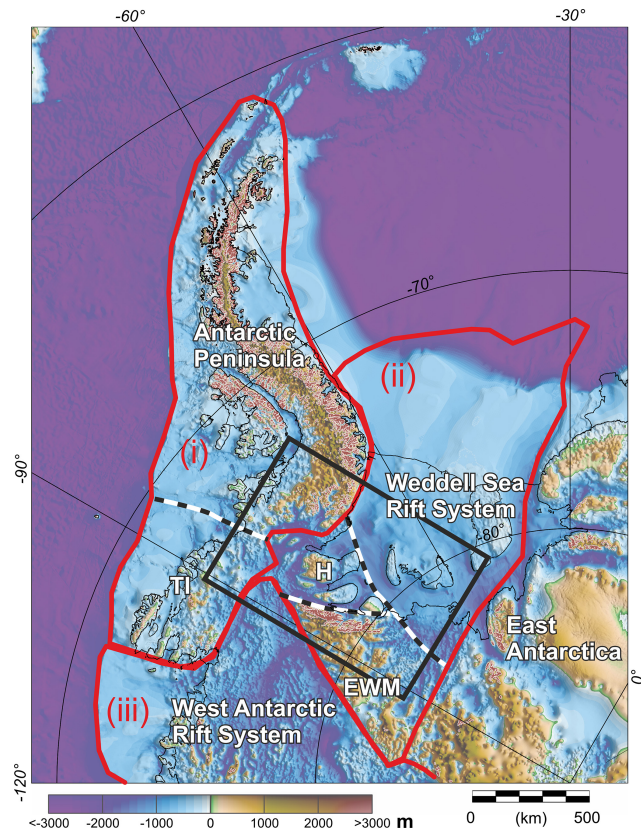 -60°
-30°
-70°
Antarctic
Peninsula
(ii)
(i)
-90°
Weddell Sea
Rift System
-80°
H
TI
East
Antarctica
EWM
0°
(iii)
West Antarctic
Rift System
-120°
<-3000 -2000 -1000 0 1000 2000 >3000 m
0 (km) 500